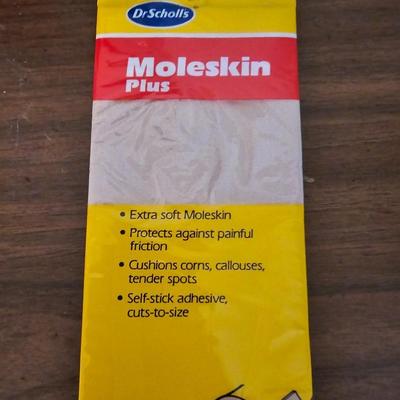 Dr Scholl's
Moleskin
Plus
• Extra soft Moleskin
• Protects against painful
friction
• Cushions corns, callouses,
tender spots
• Self-stick adhesive,
cuts-to-size